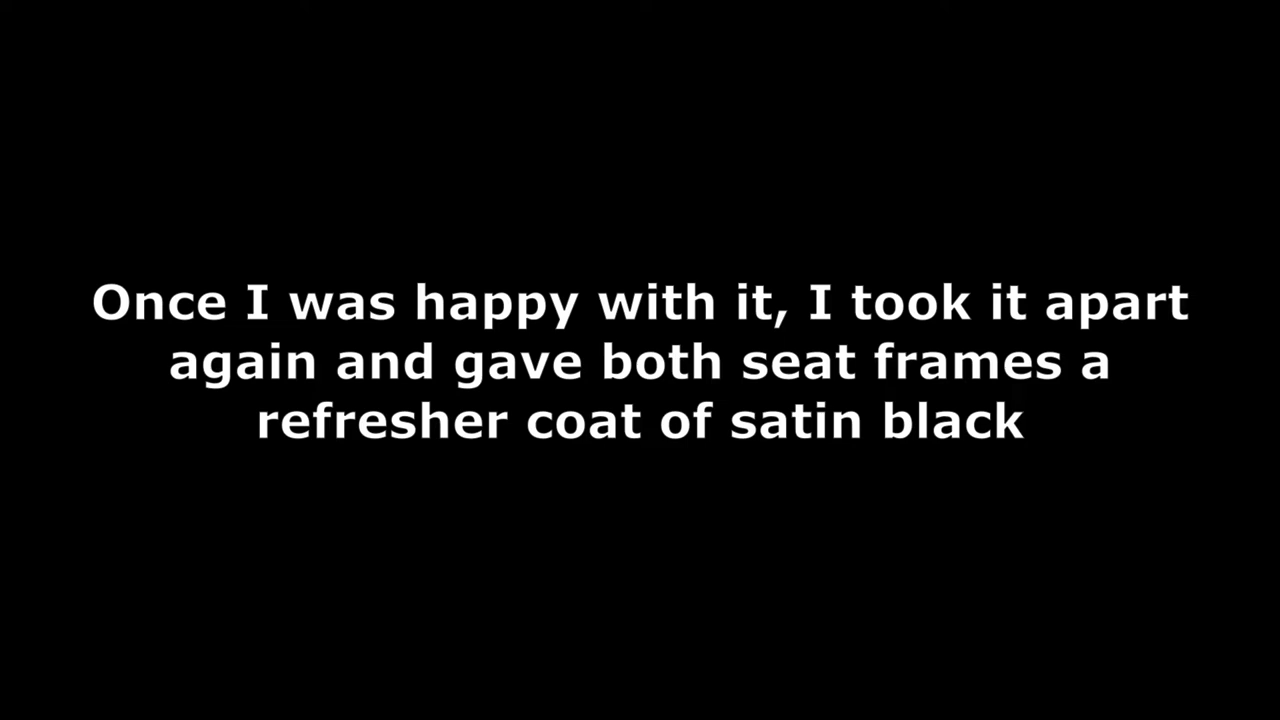 Once I was happy with it, I took it apart
again and gave both seat frames a
refresher coat of satin black